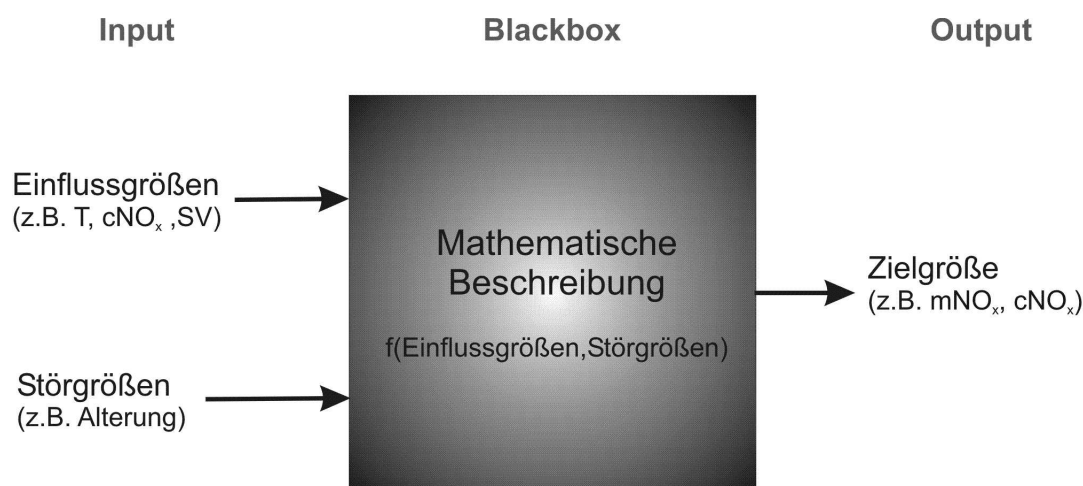 Input
Blackbox
Output
Einflussgrößen
(z.B. T, cNOₓ ,SV)
Störgrößen
(z.B. Alterung)
Mathematische
Beschreibung
f(Einflussgrößen,Störgrößen)
Zielgröße
(z.B. mNOₓ, cNOₓ)